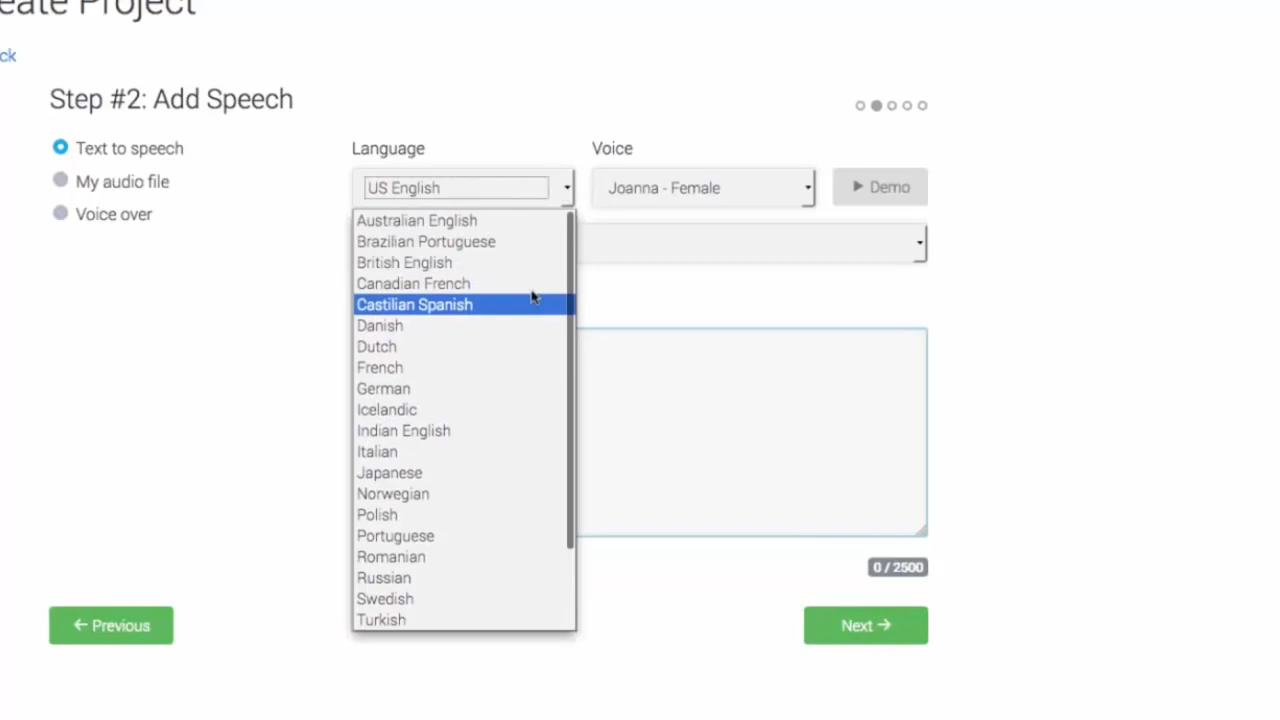 eate Project
ck
Step #2: Add Speech
Text to speech
My audio file
Voice over
Language
Voice
US English
Joanna - Female
Demo
Australian English
Brazilian Portuguese
British English
Canadian French
Castilian Spanish
Danish
Dutch
French
German
Icelandic
Indian English
Italian
Japanese
Norwegian
Polish
Portuguese
Romanian
Russian
Swedish
Turkish
0 / 2500
← Previous
Next →